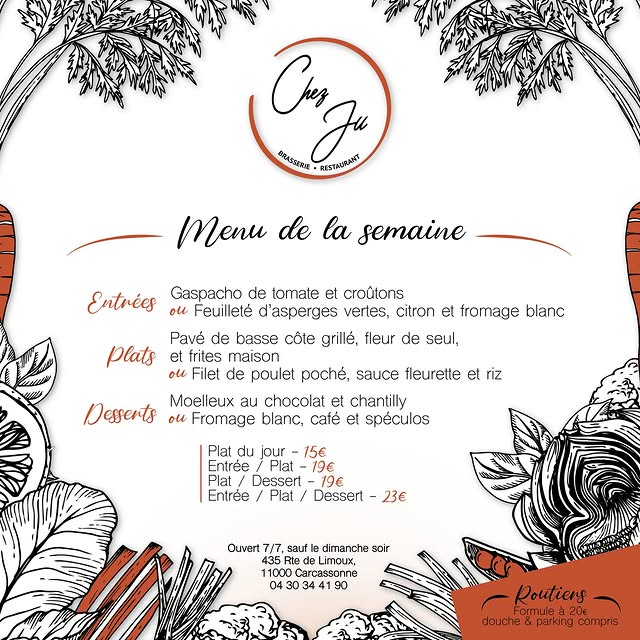 Chez
Ju
BRASSERIE • RESTAURANT
Menu de la semaine
Entrées
Gaspacho de tomate et croûtons
ou Feuilleté d'asperges vertes, citron et fromage blanc
Plats
Pavé de basse côte grillé, fleur de seul,
et frites maison
ou Filet de poulet poché, sauce fleurette et riz
Desserts
Moelleux au chocolat et chantilly
ou Fromage blanc, café et spéculos
Plat du jour - 15€
Entrée / Plat - 19€
Plat / Dessert - 19€
Entrée / Plat / Dessert - 23€
Ouvert 7/7, sauf le dimanche soir
435 Rte de Limoux,
11000 Carcassonne
04 30 34 41 90
Routiers
Formule à 20€
douche & parking compris